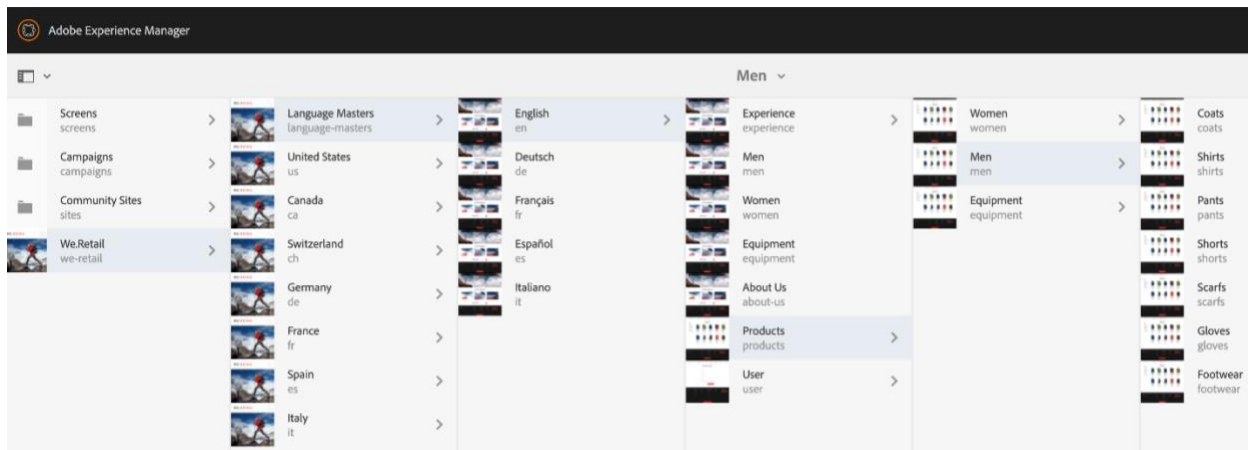 Adobe Experience Manager
Men
Screens
screens
Campaigns
campaigns
Community Sites
sites
We.Retail
we-retail
Language Masters
language-masters
United States
us
Canada
ca
Switzerland
ch
Germany
de
France
fr
Spain
es
Italy
it
English
en
Deutsch
de
Français
fr
Español
es
Italiano
it
Experience
experience
Men
men
Women
women
Equipment
equipment
About Us
about-us
Products
products
User
user
Women
women
Men
men
Equipment
equipment
Coats
coats
Shirts
shirts
Pants
pants
Shorts
shorts
Scarfs
scarfs
Gloves
gloves
Footwear
footwear